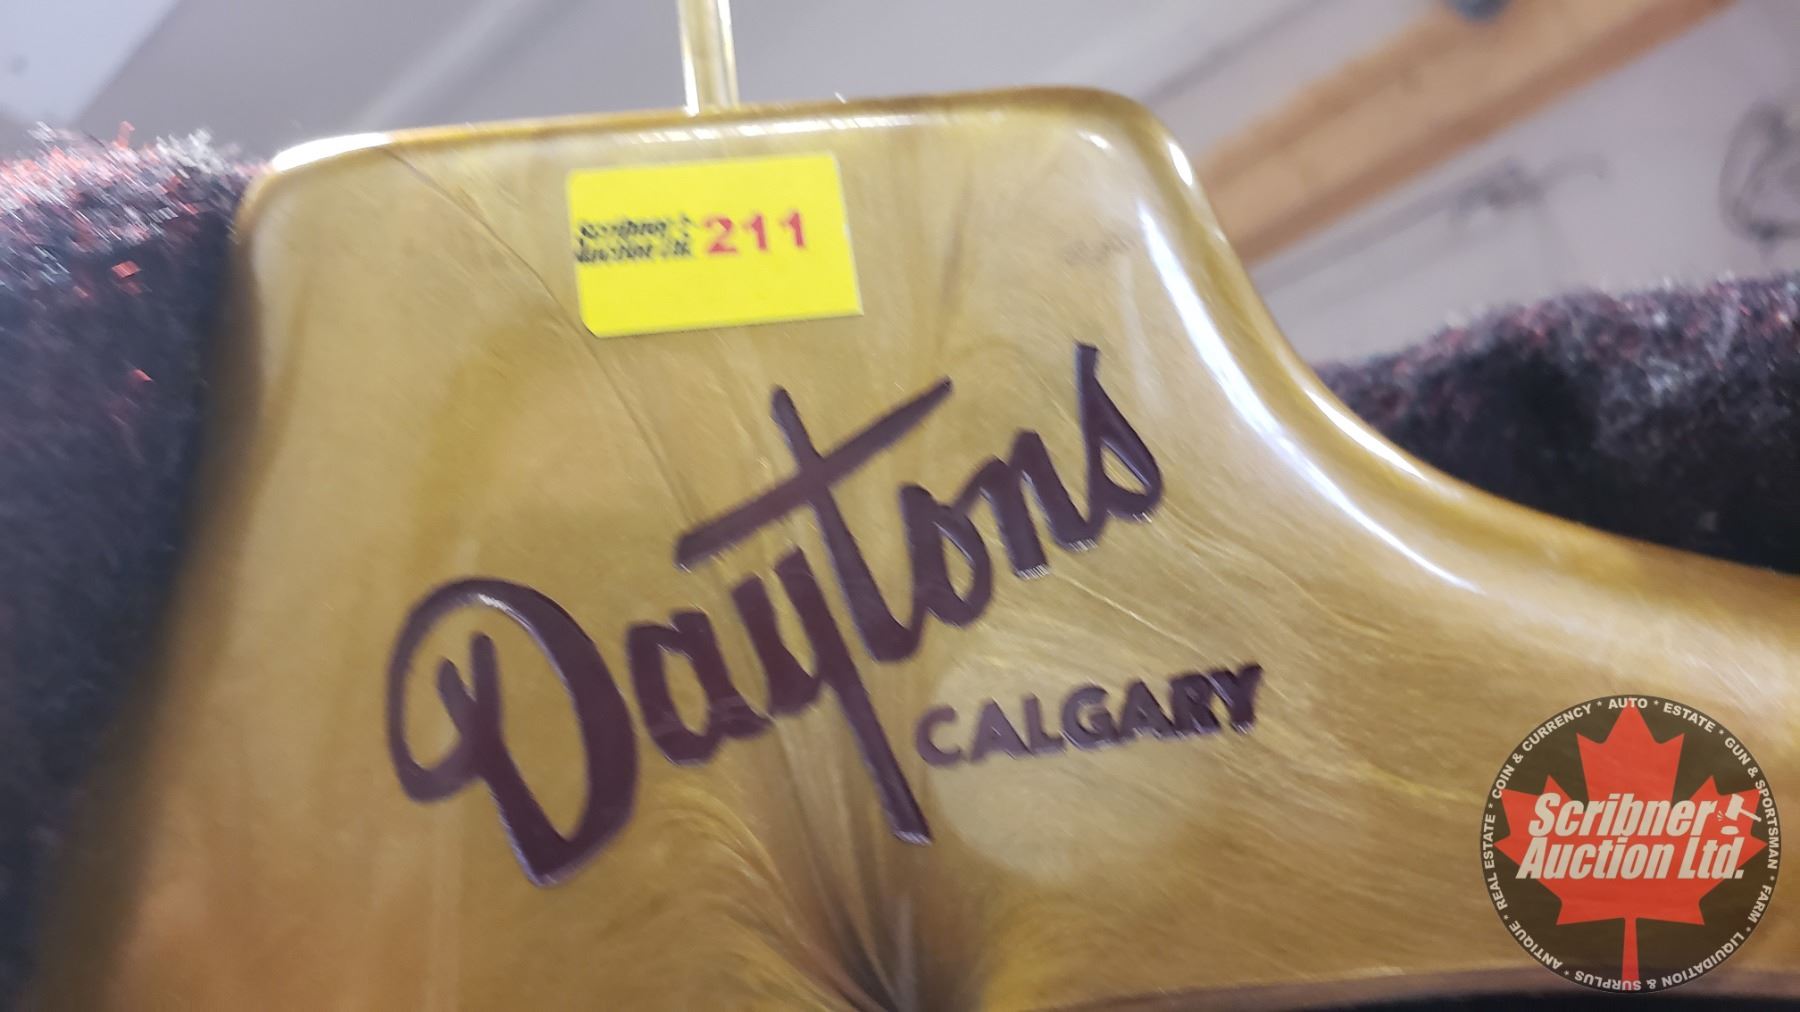 Scribner
Auction Ltd. 211
Daytons
CALGARY
COIN & CURRENCY * AUTO * ESTATE * GUN & SPORTSMAN * FARM * LIQUIDATION & SURPLUS * ANTIQUE * REAL ESTATE *
Scribner
Auction Ltd.